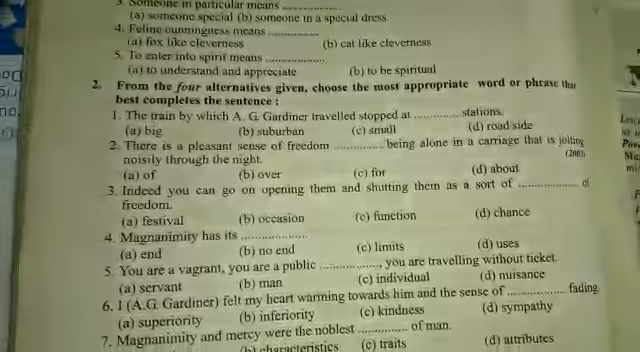 3. Someone in particular means ................
(a) someone special (b) someone in a special dress
4. Feline cunningness means ................
(a) fox like cleverness (b) cat like cleverness
5. To enter into spirit means ................
(a) to understand and appreciate (b) to be spiritual
2. From the four alternatives given, choose the most appropriate word or phrase that
best completes the sentence :
1. The train by which A. G. Gardiner travelled stopped at ................ stations.
(a) big (b) suburban (c) small (d) road side
2. There is a pleasant sense of freedom ................ being alone in a carriage that is jolting
noisily through the night. (2003)
(a) of (b) over (c) for (d) about
3. Indeed you can go on opening them and shutting them as a sort of ................ of
freedom.
(a) festival (b) occasion (c) function (d) chance
4. Magnanimity has its ................
(a) end (b) no end (c) limits (d) uses
5. You are a vagrant, you are a public ................, you are travelling without ticket.
(a) servant (b) man (c) individual (d) nuisance
6. I (A.G. Gardiner) felt my heart warming towards him and the sense of ................ fading.
(a) superiority (b) inferiority (c) kindness (d) sympathy
7. Magnanimity and mercy were the noblest ................ of man.
(b) characteristics (c) traits (d) attributes